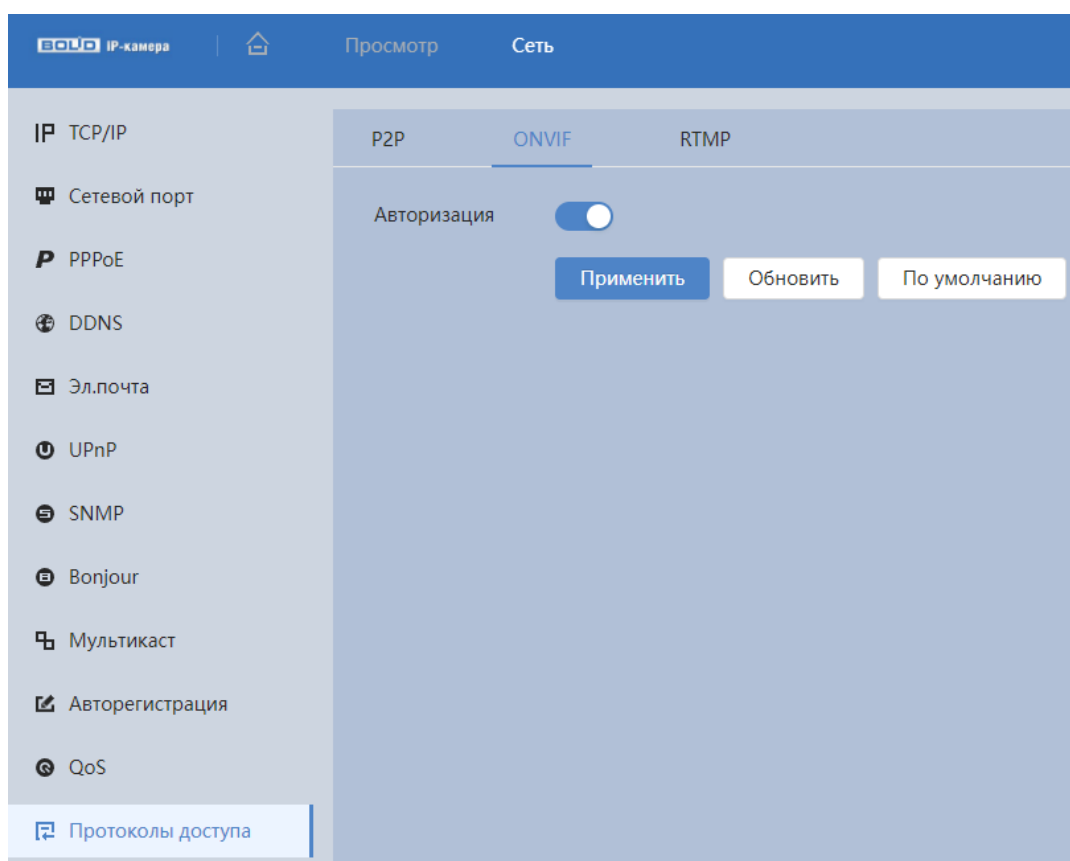 BOLID IP-камера
Просмотр
Сеть
TCP/IP
Сетевой порт
PPPoE
DDNS
Эл.почта
UPnP
SNMP
Bonjour
Мультикаст
Авторегистрация
QoS
Протоколы доступа
P2P
ONVIF
RTMP
Авторизация
Применить
Обновить
По умолчанию